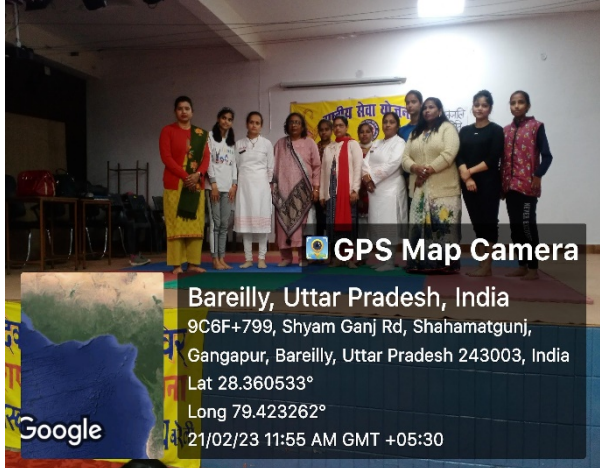 राष्ट्रीय सेवा योजना
GPS Map Camera
Bareilly, Uttar Pradesh, India
9C6F+799, Shyam Ganj Rd, Shahamatgunj,
Gangapur, Bareilly, Uttar Pradesh 243003, India
Lat 28.360533°
Long 79.423262°
21/02/23 11:55 AM GMT +05:30
Google